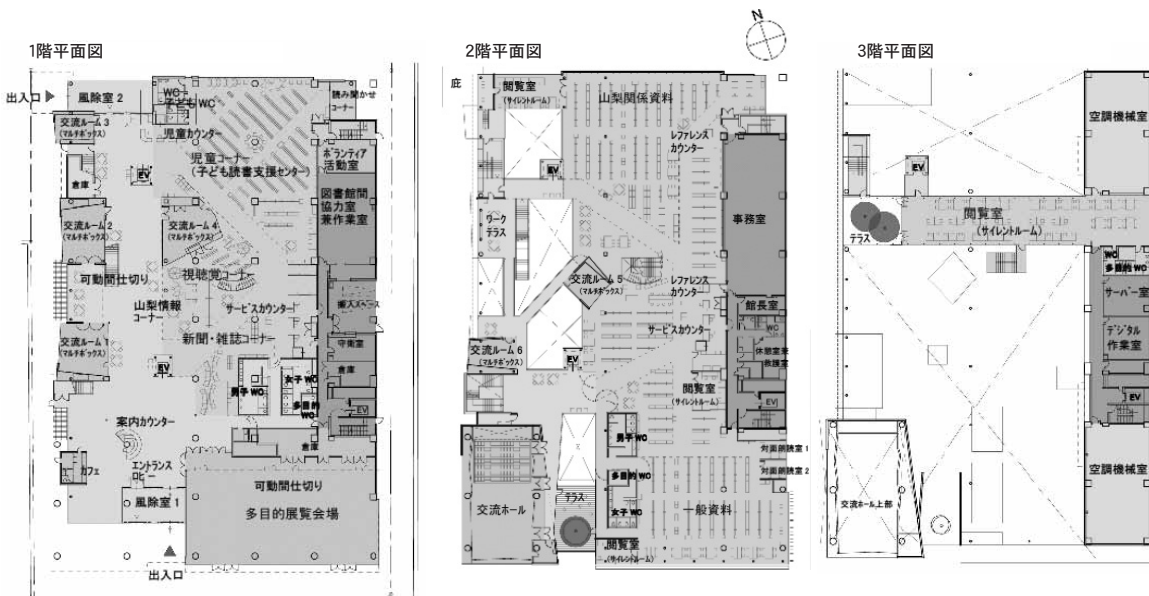 1階平面図
出入口
風除室 2
WC
子どもWC
読み聞かせ
コーナー
交流ルーム 3
(マルチボックス)
児童カウンター
児童コーナー
(子ども読書支援センター)
ボランティア
活動室
EV
倉庫
図書館間
協力室
兼作業室
交流ルーム 2
(マルチボックス)
交流ルーム 4
(マルチボックス)
可動間仕切り
視聴覚コーナー
山梨情報
コーナー
サービスカウンター
搬入スペース
新聞・雑誌コーナー
守衛室
交流ルーム 1
(マルチボックス)
倉庫
EV
男子 WC
女子 WC
多目的
WC
EV
案内カウンター
倉庫
カフェ
エントランス
ロビー
可動間仕切り
風除室 1
多目的展覧会場
出入口
2階平面図
N
庇
閲覧室
(サイレントルーム)
山梨関係資料
レファレンス
カウンター
EV
事務室
ワーク
テラス
交流ルーム 5
(マルチボックス)
レファレンス
カウンター
館長室
サービスカウンター
WC
交流ルーム 6
(マルチボックス)
休憩室兼
救護室
EV
閲覧室
(サイレントルーム)
EV
男子 WC
対面朗読室 1
対面朗読室 2
多目的 WC
テラス
女子 WC
交流ホール
一般資料
閲覧室
(サイレントルーム)
3階平面図
空調機械室
EV
閲覧室
(サイレントルーム)
テラス
WC
多目的 WC
サーバー室
デジタル
作業室
EV
空調機械室
交流ホール上部